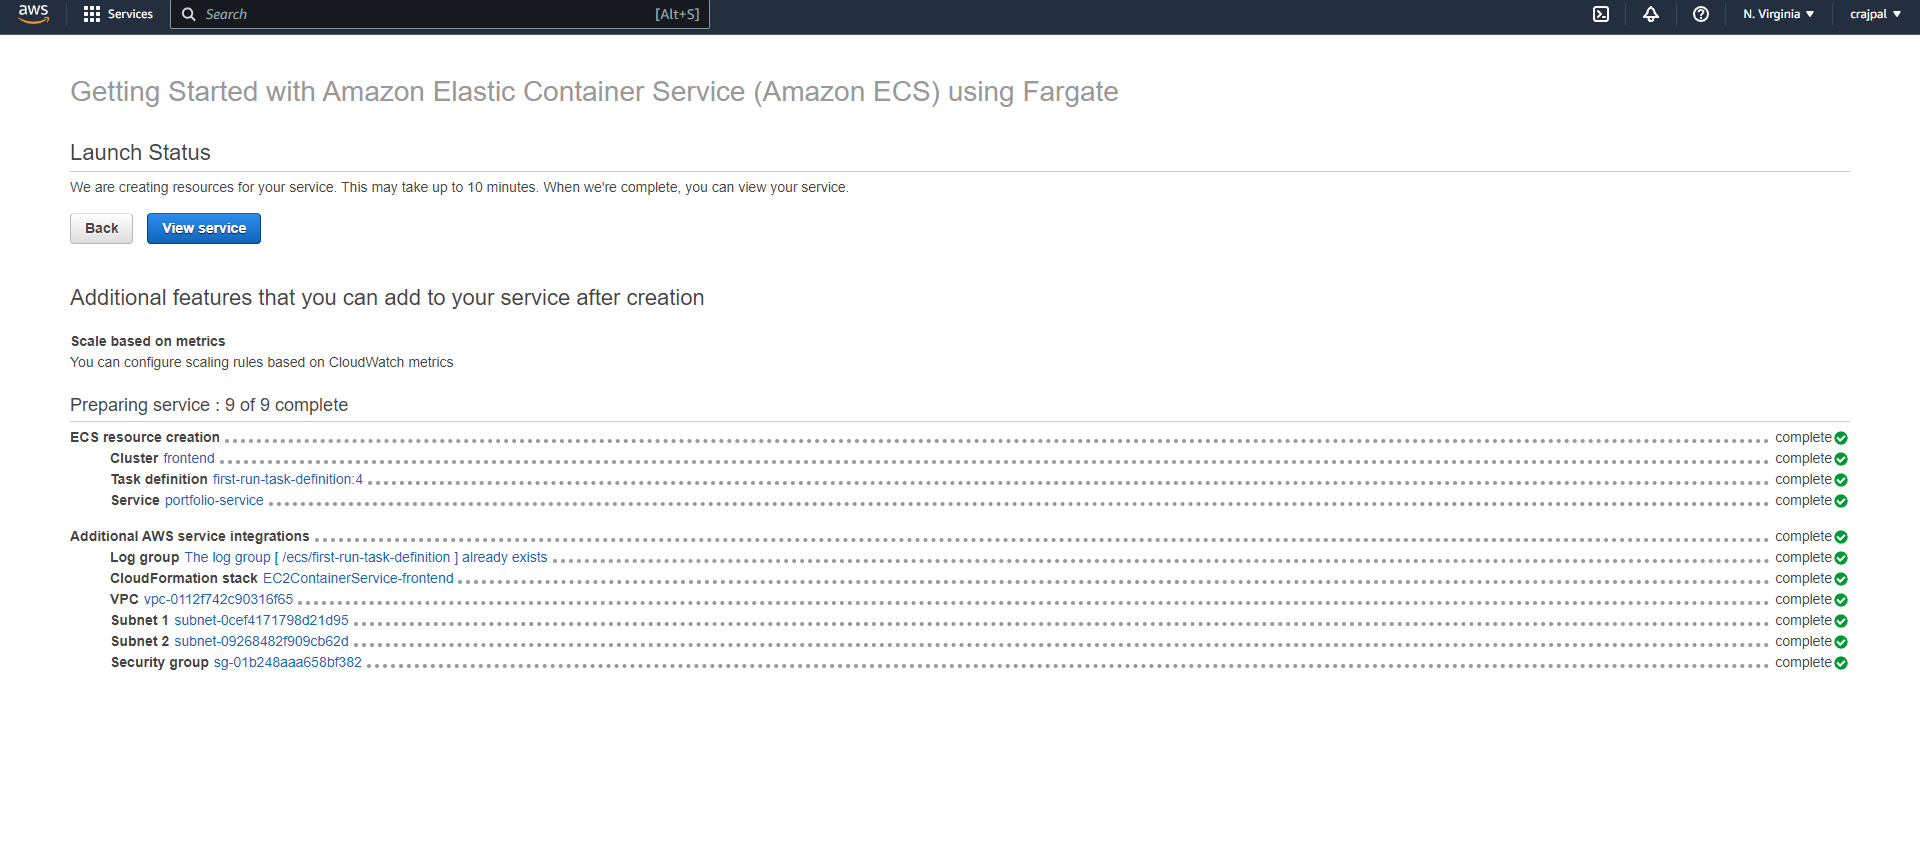 aws Services Search [Alt+S] N. Virginia crajpal
Getting Started with Amazon Elastic Container Service (Amazon ECS) using Fargate
Launch Status
We are creating resources for your service. This may take up to 10 minutes. When we're complete, you can view your service.
Back View service
Additional features that you can add to your service after creation
Scale based on metrics
You can configure scaling rules based on CloudWatch metrics
Preparing service : 9 of 9 complete
ECS resource creation complete
Cluster frontend complete
Task definition first-run-task-definition:4 complete
Service portfolio-service complete
Additional AWS service integrations complete
Log group The log group [ /ecs/first-run-task-definition ] already exists complete
CloudFormation stack EC2ContainerService-frontend complete
VPC vpc-0112f742c90316f65 complete
Subnet 1 subnet-0cef4171798d21d95 complete
Subnet 2 subnet-09268482f909cb62d complete
Security group sg-01b248aaa658bf382 complete